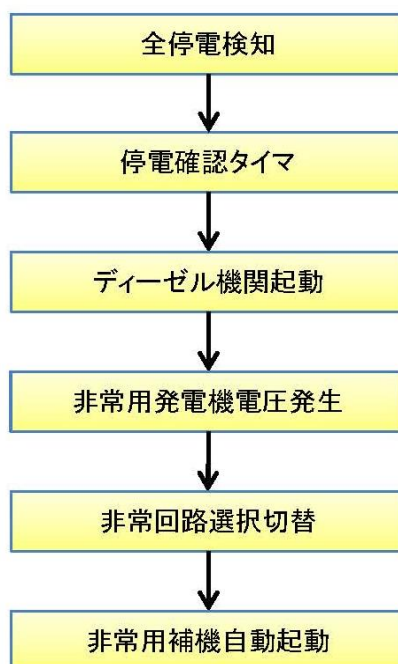 全停電検知
停電確認タイマ
ディーゼル機関起動
非常用発電機電圧発生
非常回路選択切替
非常用補機自動起動